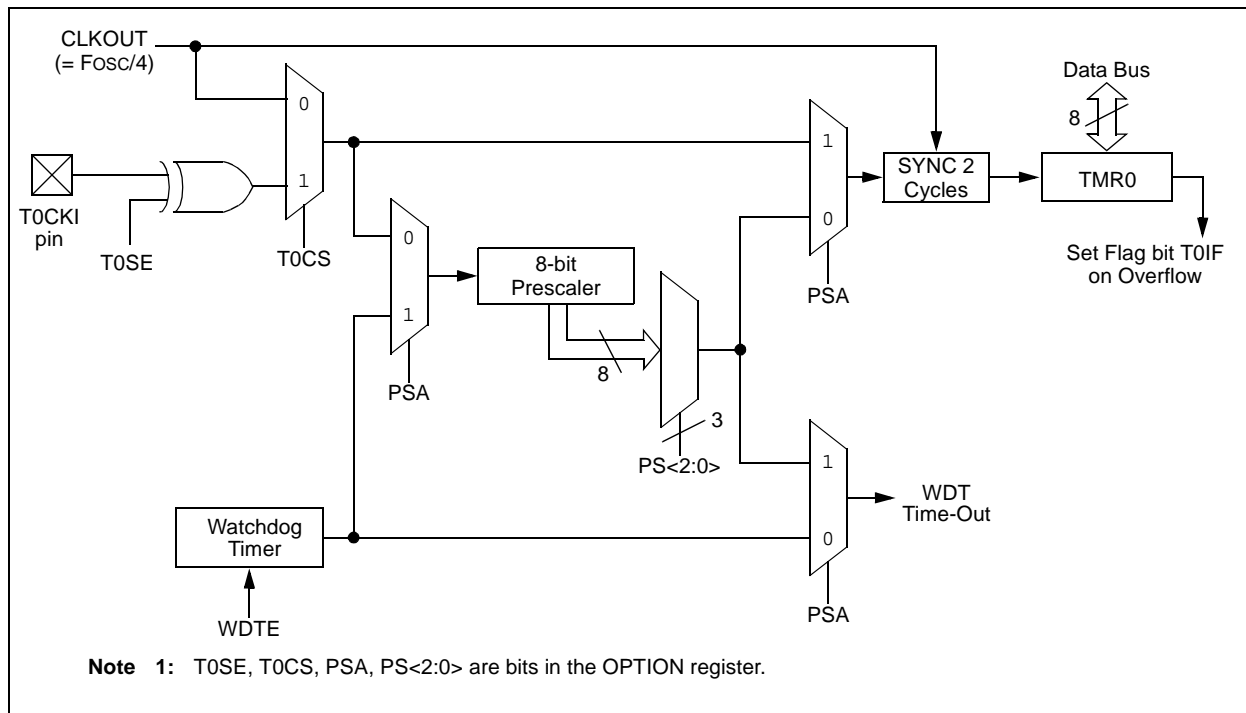 CLKOUT
(= FOSC/4)
Data Bus
0
8
1
SYNC 2
Cycles
TMR0
1
T0CKI
pin
T0SE
T0CS
0
0
8-bit
Prescaler
PSA
Set Flag bit T0IF
on Overflow
1
8
PSA
3
PS<2:0>
1
WDT
Time-Out
Watchdog
Timer
0
WDTE
PSA
Note 1: T0SE, T0CS, PSA, PS<2:0> are bits in the OPTION register.